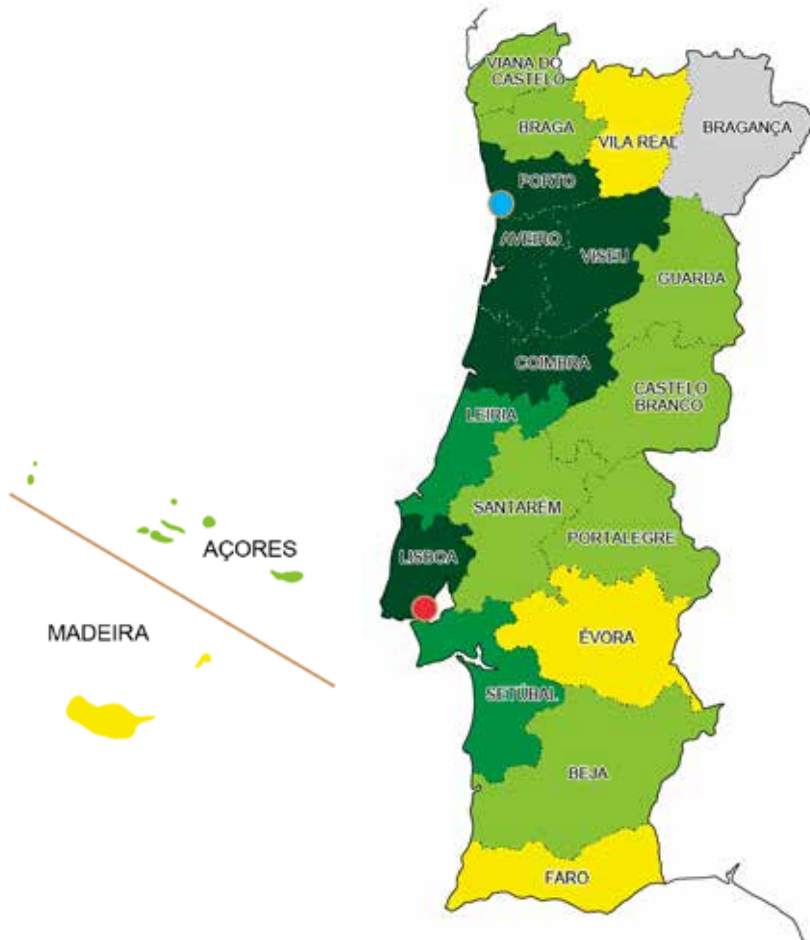 VIANA DO
CASTELO
BRAGA
VILA REAL
BRAGANÇA
PORTO
AVEIRO
VISEU
GUARDA
COIMBRA
CASTELO
BRANCO
LEIRIA
SANTARÉM
PORTALEGRE
LISBOA
AÇORES
MADEIRA
ÉVORA
SETÚBAL
BEJA
FARO